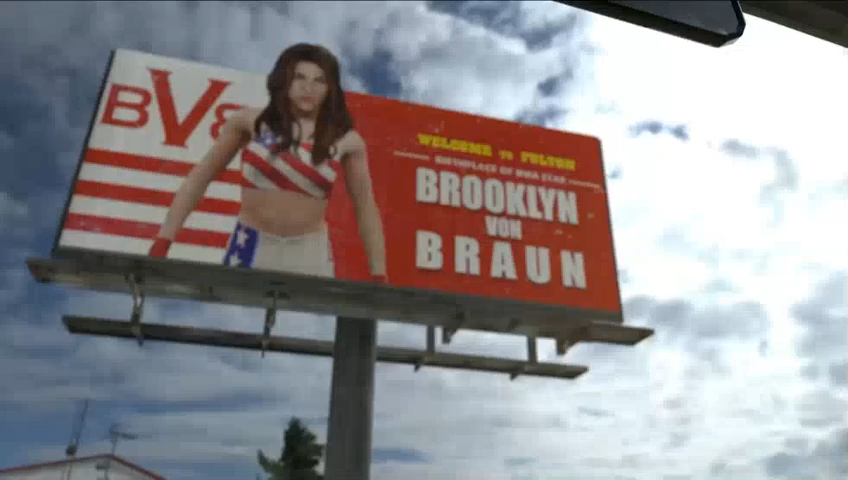 BVB
WELCOME TO FULTON
BIRTHPLACE OF MMA STAR
BROOKLYN
VON
BRAUN